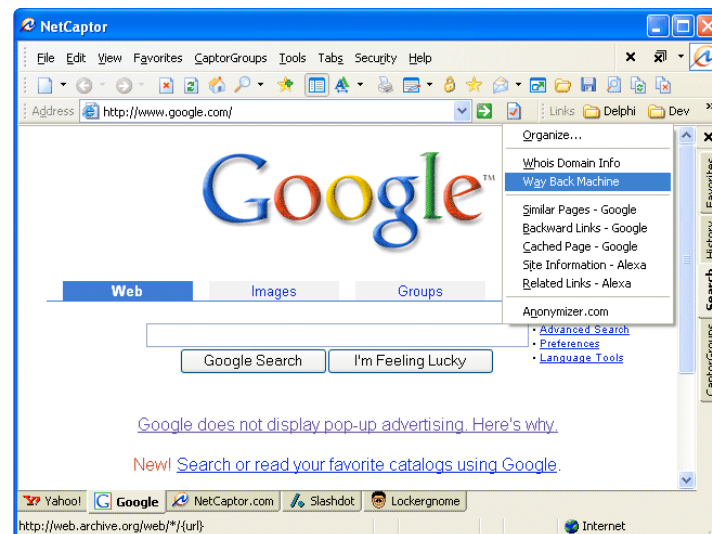 NetCaptor
File Edit View Favorites CaptorGroups Tools Tabs Security Help
Address http://www.google.com/ Links Delphi Dev
Organize...
Whois Domain Info
Way Back Machine
Similar Pages - Google
Backward Links - Google
Cached Page - Google
Site Information - Alexa
Related Links - Alexa
Anonymizer.com
Favorites
History
Search
CaptorGroups
Google™
Web Images Groups
Advanced Search
Preferences
Language Tools
Google Search I'm Feeling Lucky
Google does not display pop-up advertising. Here's why.
New! Search or read your favorite catalogs using Google.
Yahoo! Google NetCaptor.com Slashdot Lockergnome
http://web.archive.org/web/*/{url} Internet